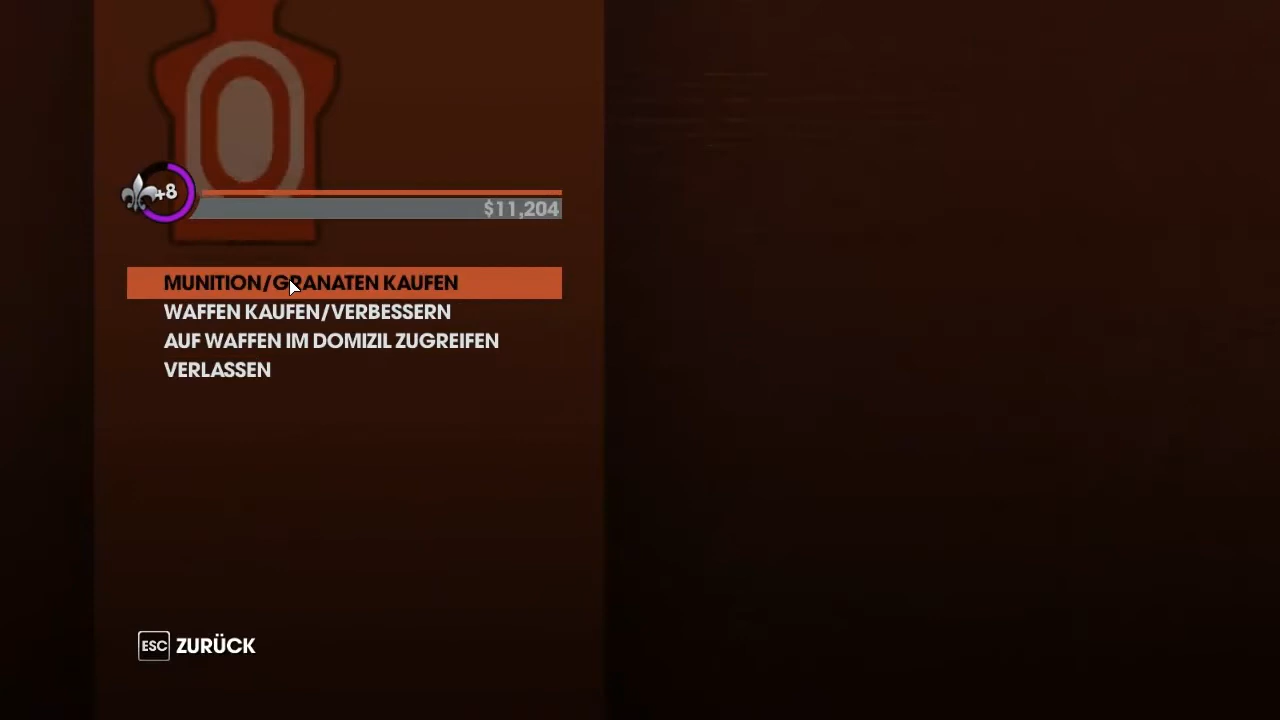 +8
$11,204
MUNITION/GRANATEN KAUFEN
WAFFEN KAUFEN/VERBESSERN
AUF WAFFEN IM DOMIZIL ZUGREIFEN
VERLASSEN
ESC ZURÜCK